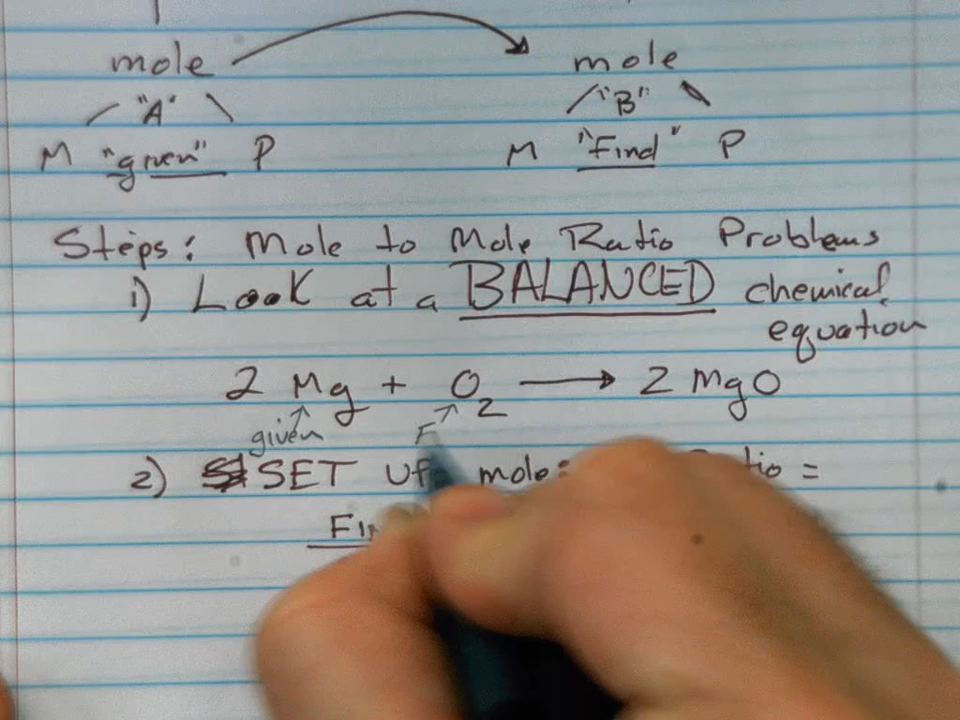 mole mole
"A" "B"
M "given" P M "Find" P
Steps: Mole to Mole Ratio Problems
1) Look at a BALANCED chemical
equation
2 Mg + O2 → 2 MgO
given F
2) SET UP mole: =